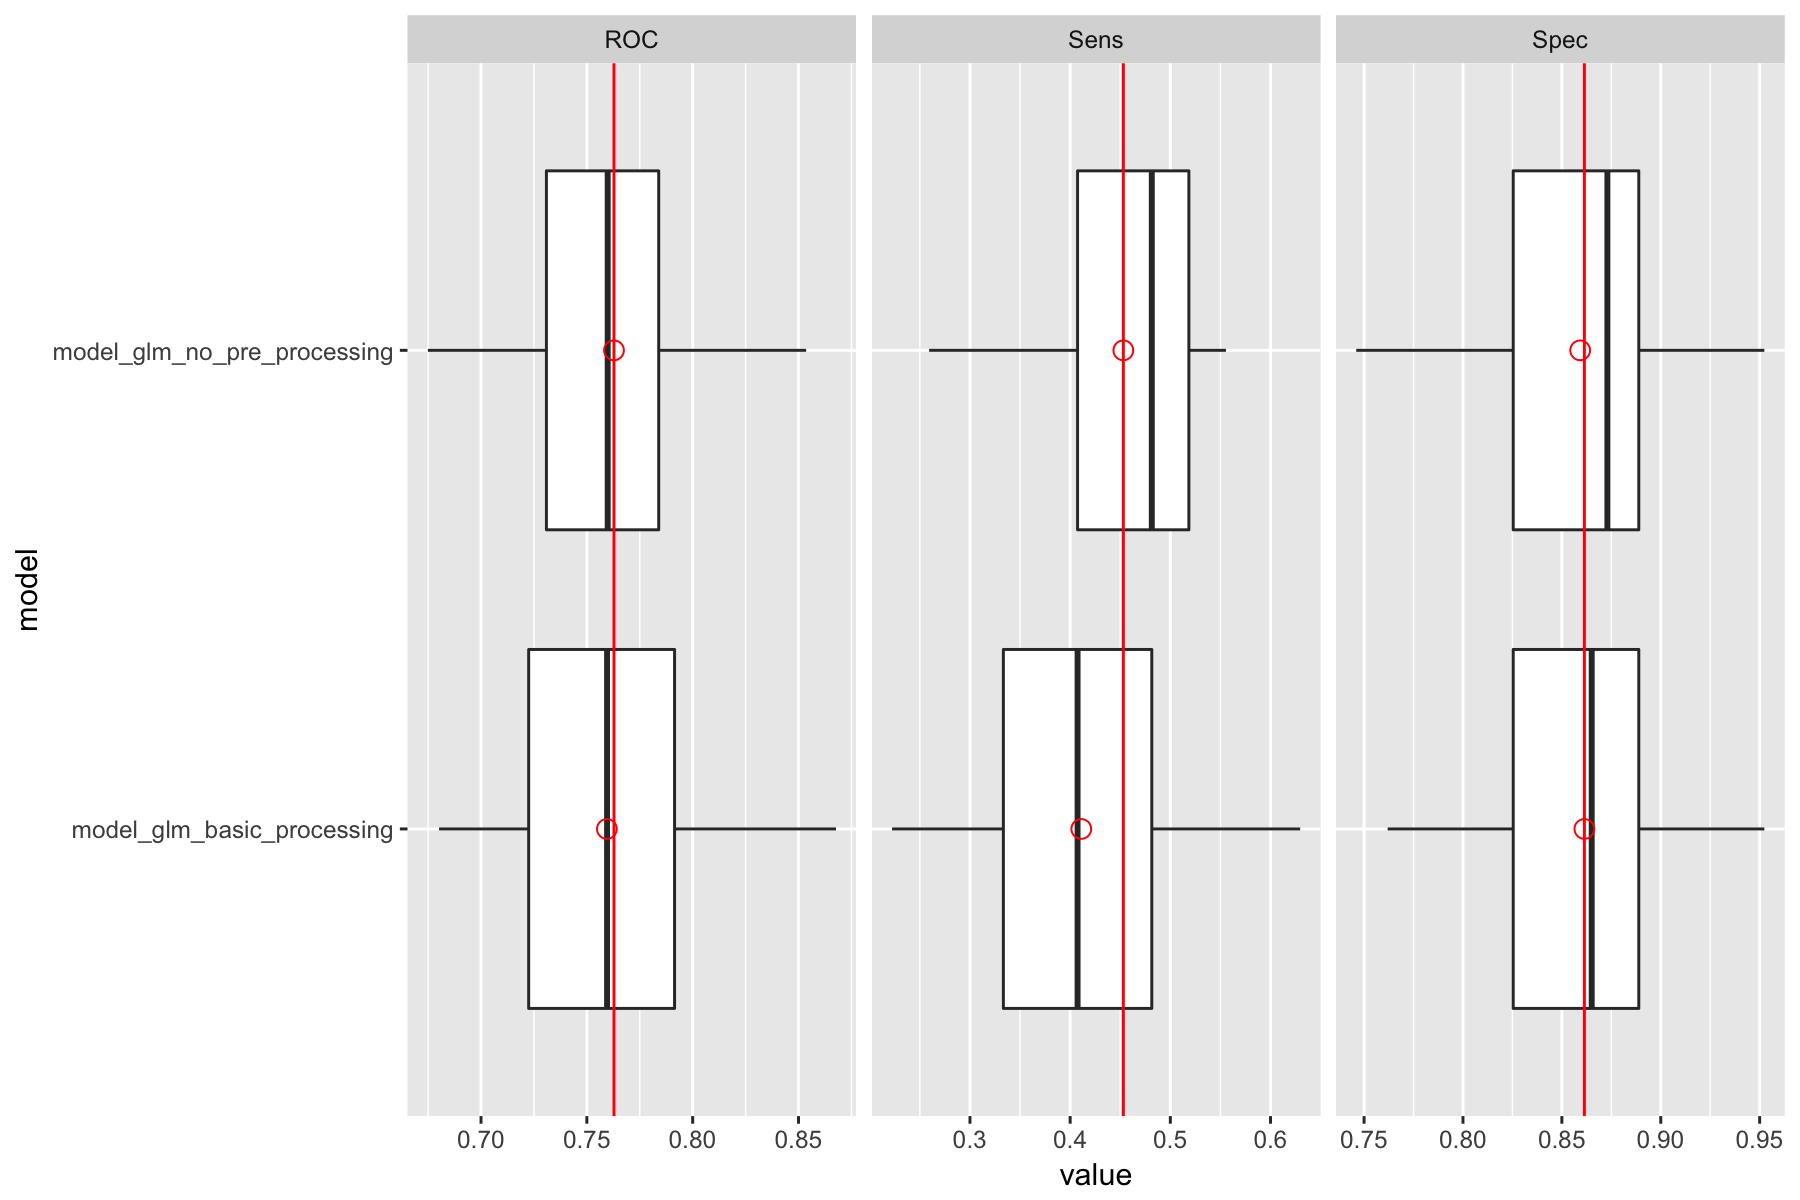 ROC
Sens
Spec
model
model_glm_no_pre_processing
model_glm_basic_processing
0.70 0.75 0.80 0.85
0.3 0.4 0.5 0.6
0.75 0.80 0.85 0.90 0.95
value